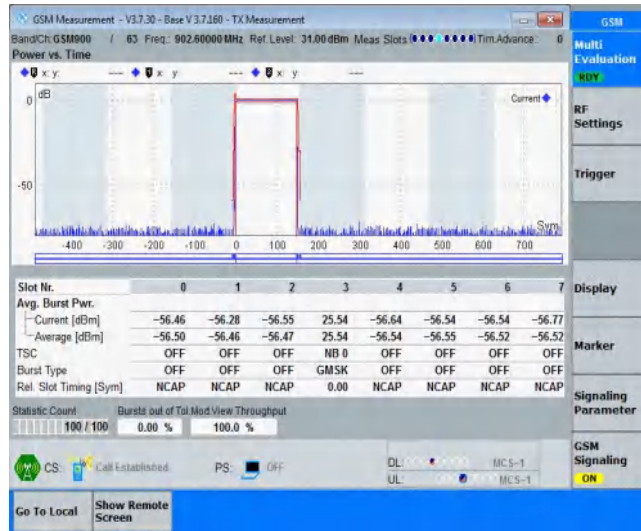 GSM Measurement - V3.7.30 - Base V 3.7.160 - TX Measurement
GSM
Band/Ch: GSM900 / 63 Freq.: 902.60000 MHz Ref. Level: 31.00 dBm Meas Slots Tim.Advance: 0
Multi Evaluation
RDY
Power vs. Time
x: y: --- x y --- x y ---
dB
Current
0
-50
Sym
-400 -300 -200 -100 0 100 200 300 400 500 600 700
RF Settings
Trigger
Slot Nr. 0 1 2 3 4 5 6 7
Display
Avg. Burst Pwr.
Current [dBm] -56.46 -56.28 -56.55 25.54 -56.64 -56.54 -56.54 -56.77
Average [dBm] -56.50 -56.46 -56.47 25.54 -56.54 -56.55 -56.52 -56.52
TSC OFF OFF OFF NB 0 OFF OFF OFF OFF
Marker
Burst Type OFF OFF OFF GMSK OFF OFF OFF OFF
Rel. Slot Timing [Sym] NCAP NCAP NCAP 0.00 NCAP NCAP NCAP NCAP
Statistic Count Bursts out of Tol. Mod.View Throughput
100 / 100 0.00 % 100.0 %
Signaling Parameter
CS: Call Established PS: OFF
DL: MCS-1
UL: MCS-1
GSM Signaling
ON
Go To Local
Show Remote Screen